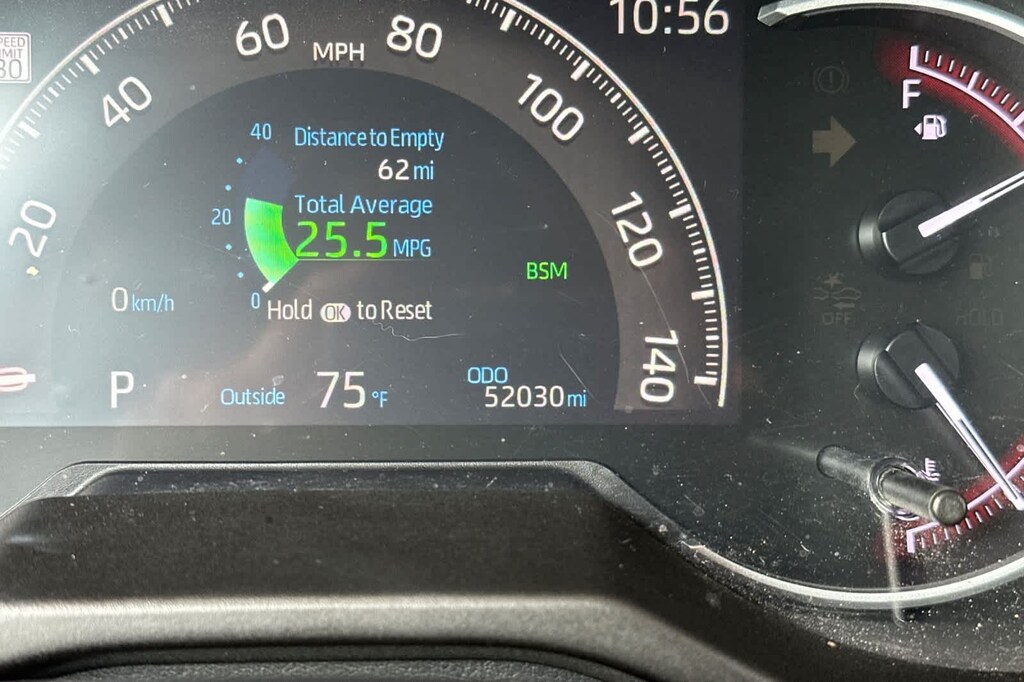 10:56
SPEED
LIMIT
80
20
40
60
MPH
80
100
120
140
40
20
0
Distance to Empty
62 mi
Total Average
25.5 MPG
BSM
0 km/h
Hold OK to Reset
P
Outside 75 °F
ODO
52030 mi
F
OFF
HOLD